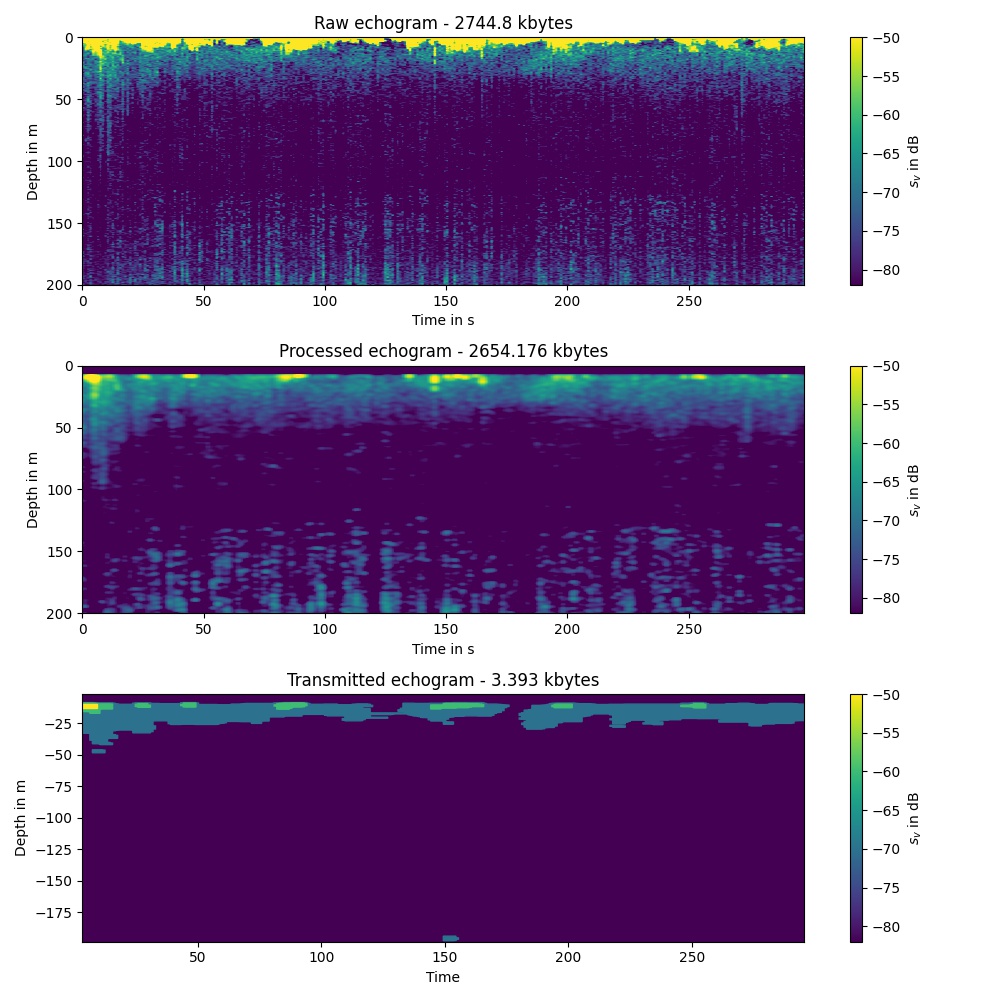 Raw echogram - 2744.8 kbytes
0
50
100
150
200
Depth in m
0 50 100 150 200 250
Time in s
−50
−55
−60
−65
−70
−75
−80
sv in dB
Processed echogram - 2654.176 kbytes
0
50
100
150
200
Depth in m
0 50 100 150 200 250
Time in s
−50
−55
−60
−65
−70
−75
−80
sv in dB
Transmitted echogram - 3.393 kbytes
−25
−50
−75
−100
−125
−150
−175
Depth in m
50 100 150 200 250
Time
−50
−55
−60
−65
−70
−75
−80
sv in dB